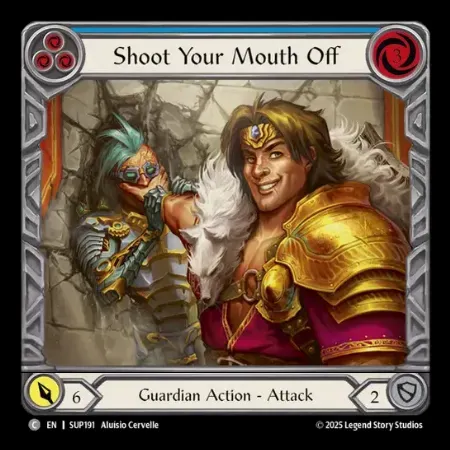 Shoot Your Mouth Off
3
6
Guardian Action - Attack
2
C EN | SUP191 Aluisio Cervelle
© 2025 Legend Story Studios